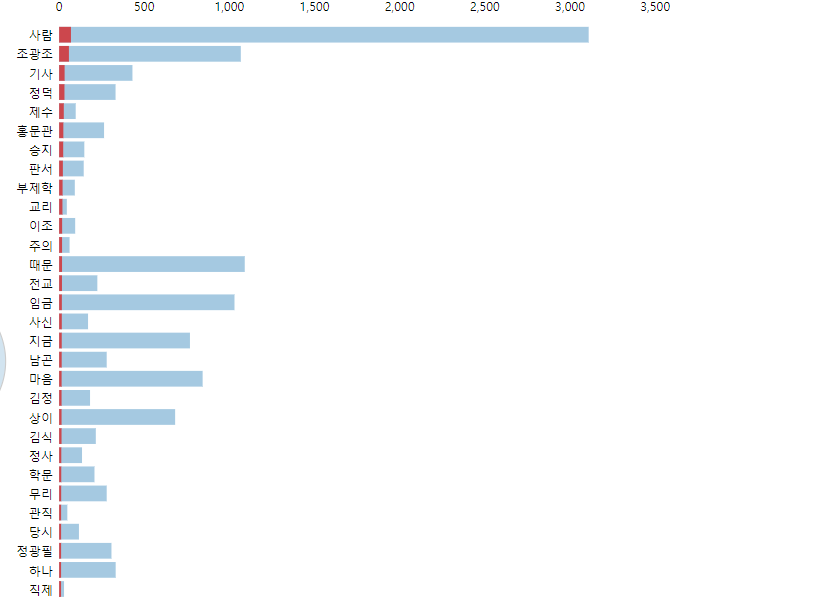 0 500 1,000 1,500 2,000 2,500 3,000 3,500
사람
조광조
기사
정덕
제수
홍문관
승지
판서
부제학
교리
이조
주의
때문
전교
임금
사신
지금
남곤
마음
김정
상이
김식
정사
학문
무리
관직
당시
정광필
하나
직제